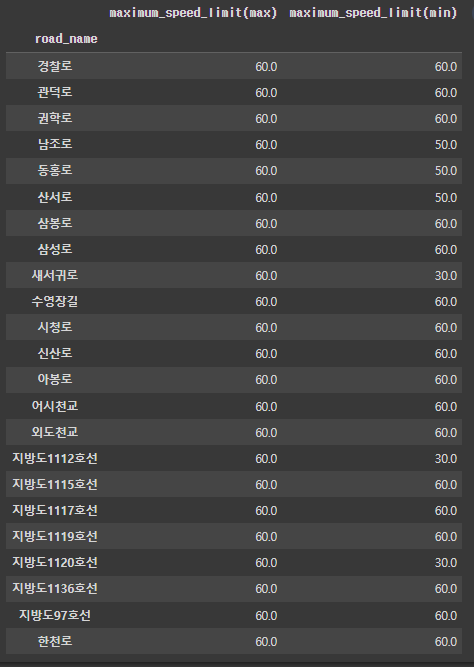 maximum_speed_limit(max) maximum_speed_limit(min)
road_name
경찰로 60.0 60.0
관덕로 60.0 60.0
권학로 60.0 60.0
남조로 60.0 50.0
동홍로 60.0 50.0
산서로 60.0 50.0
삼봉로 60.0 60.0
삼성로 60.0 60.0
새서귀로 60.0 30.0
수영장길 60.0 60.0
시청로 60.0 60.0
신산로 60.0 60.0
아봉로 60.0 60.0
어시천교 60.0 60.0
외도천교 60.0 60.0
지방도1112호선 60.0 30.0
지방도1115호선 60.0 60.0
지방도1117호선 60.0 60.0
지방도1119호선 60.0 60.0
지방도1120호선 60.0 30.0
지방도1136호선 60.0 60.0
지방도97호선 60.0 60.0
한천로 60.0 60.0